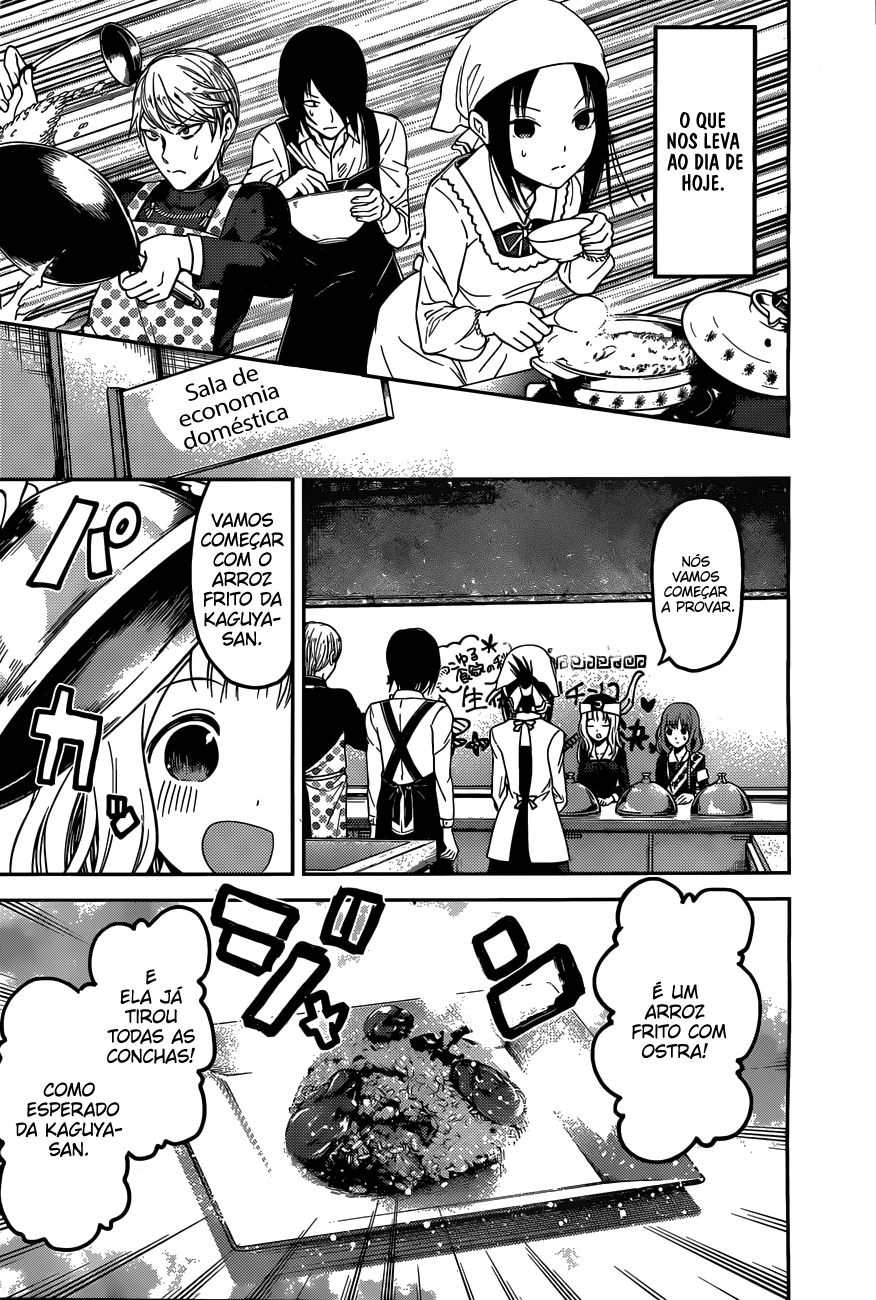 O QUE
NOS LEVA
AO DIA DE
HOJE.
Sala de
economia
doméstica
NÓS
VAMOS
COMEÇAR
A PROVAR.
VAMOS
COMEÇAR
COM O
ARROZ
FRITO DA
KAGUYA-
SAN.
パカッ
É UM
ARROZ
FRITO COM
OSTRA!
E
ELA JÁ
TIROU
TODAS AS
CONCHAS!
COMO
ESPERADO
DA KAGUYA-
SAN.